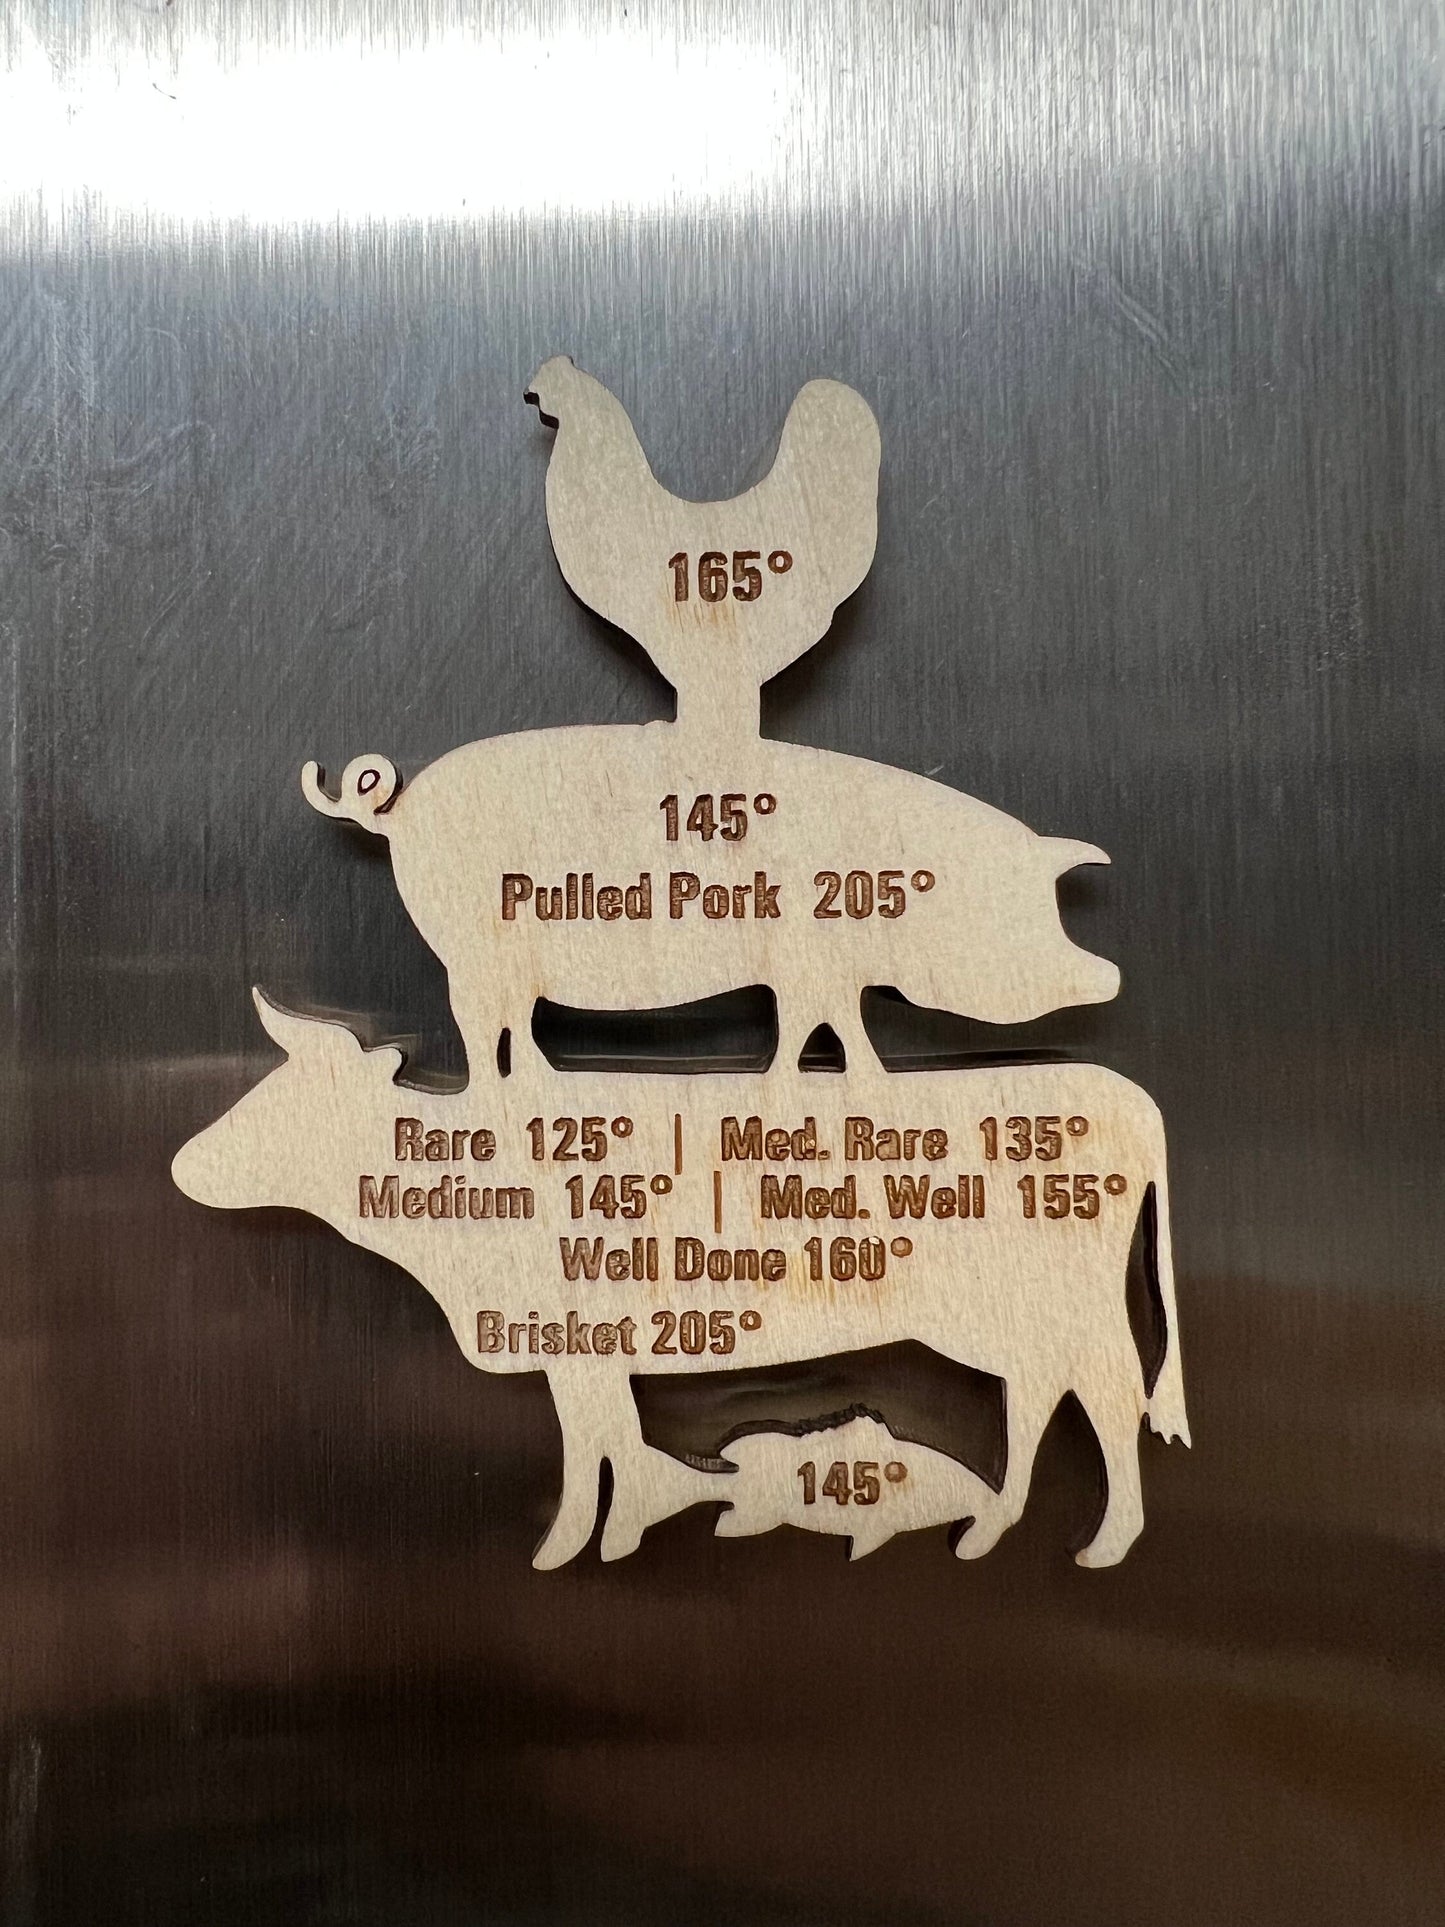 165°
145°
Pulled Pork 205°
Rare 125° | Med. Rare 135°
Medium 145° | Med. Well 155°
Well Done 160°
Brisket 205°
145°